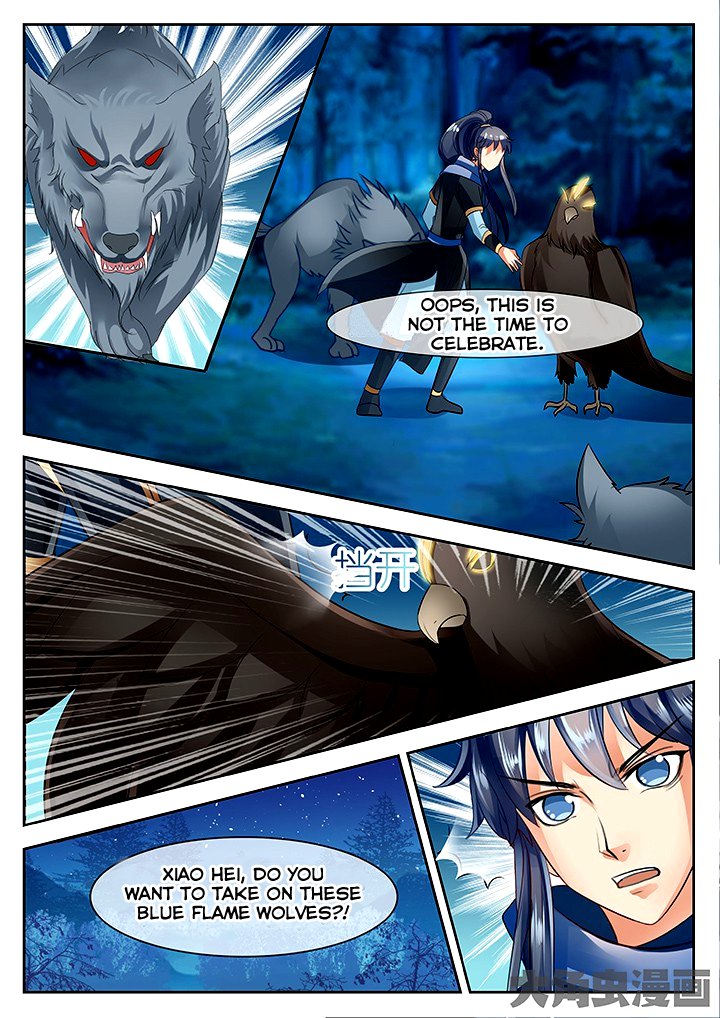 OOPS, THIS IS
NOT THE TIME TO
CELEBRATE.
挡开
XIAO HEI, DO YOU
WANT TO TAKE ON THESE
BLUE FLAME WOLVES?!
大角虫漫画